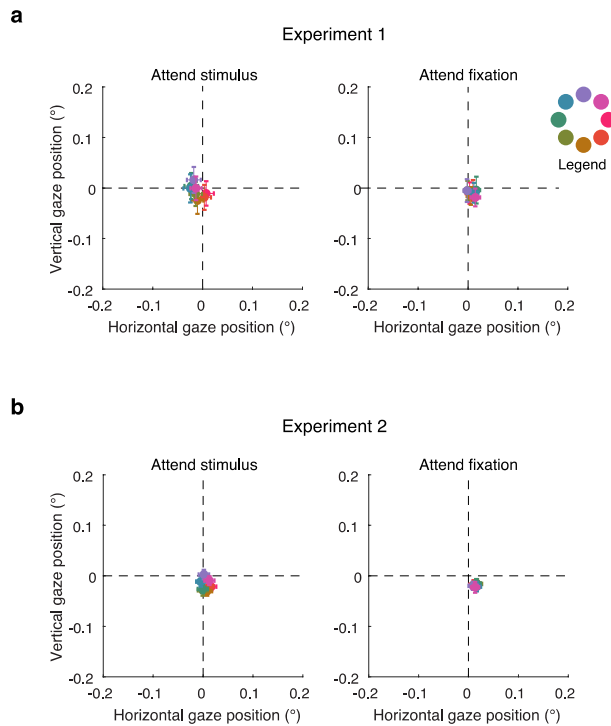 a
Experiment 1
Attend stimulus
Attend fixation
Legend
Vertical gaze position (°)
0.2
0.1
0
-0.1
-0.2
-0.2 -0.1 0 0.1 0.2
Horizontal gaze position (°)
0.2
0.1
0
-0.1
-0.2
-0.2 -0.1 0 0.1 0.2
Horizontal gaze position (°)
b
Experiment 2
Attend stimulus
Attend fixation
Vertical gaze position (°)
0.2
0.1
0
-0.1
-0.2
-0.2 -0.1 0 0.1 0.2
Horizontal gaze position (°)
0.2
0.1
0
-0.1
-0.2
-0.2 -0.1 0 0.1 0.2
Horizontal gaze position (°)